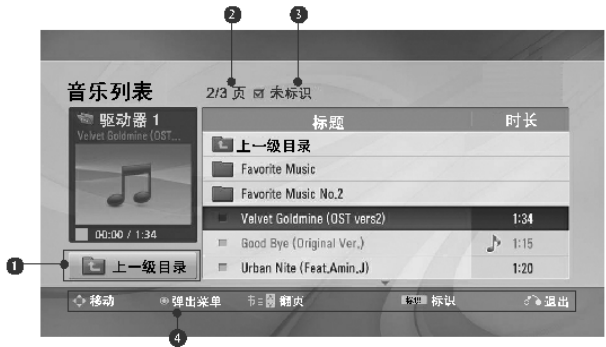 2 3
音乐列表 2/3 页 未标识
驱动器 1 标题 时长
Velvet Goldmine (OST...
上一级目录
Favorite Music
Favorite Music No.2
Velvet Goldmine (OST vers2) 1:34
00:00 / 1:34
Good Bye (Original Ver.) 1:15
1 上一级目录 Urban Nite (Feat.Amin.J) 1:20
移动 弹出菜单 翻页 标识 退出
4